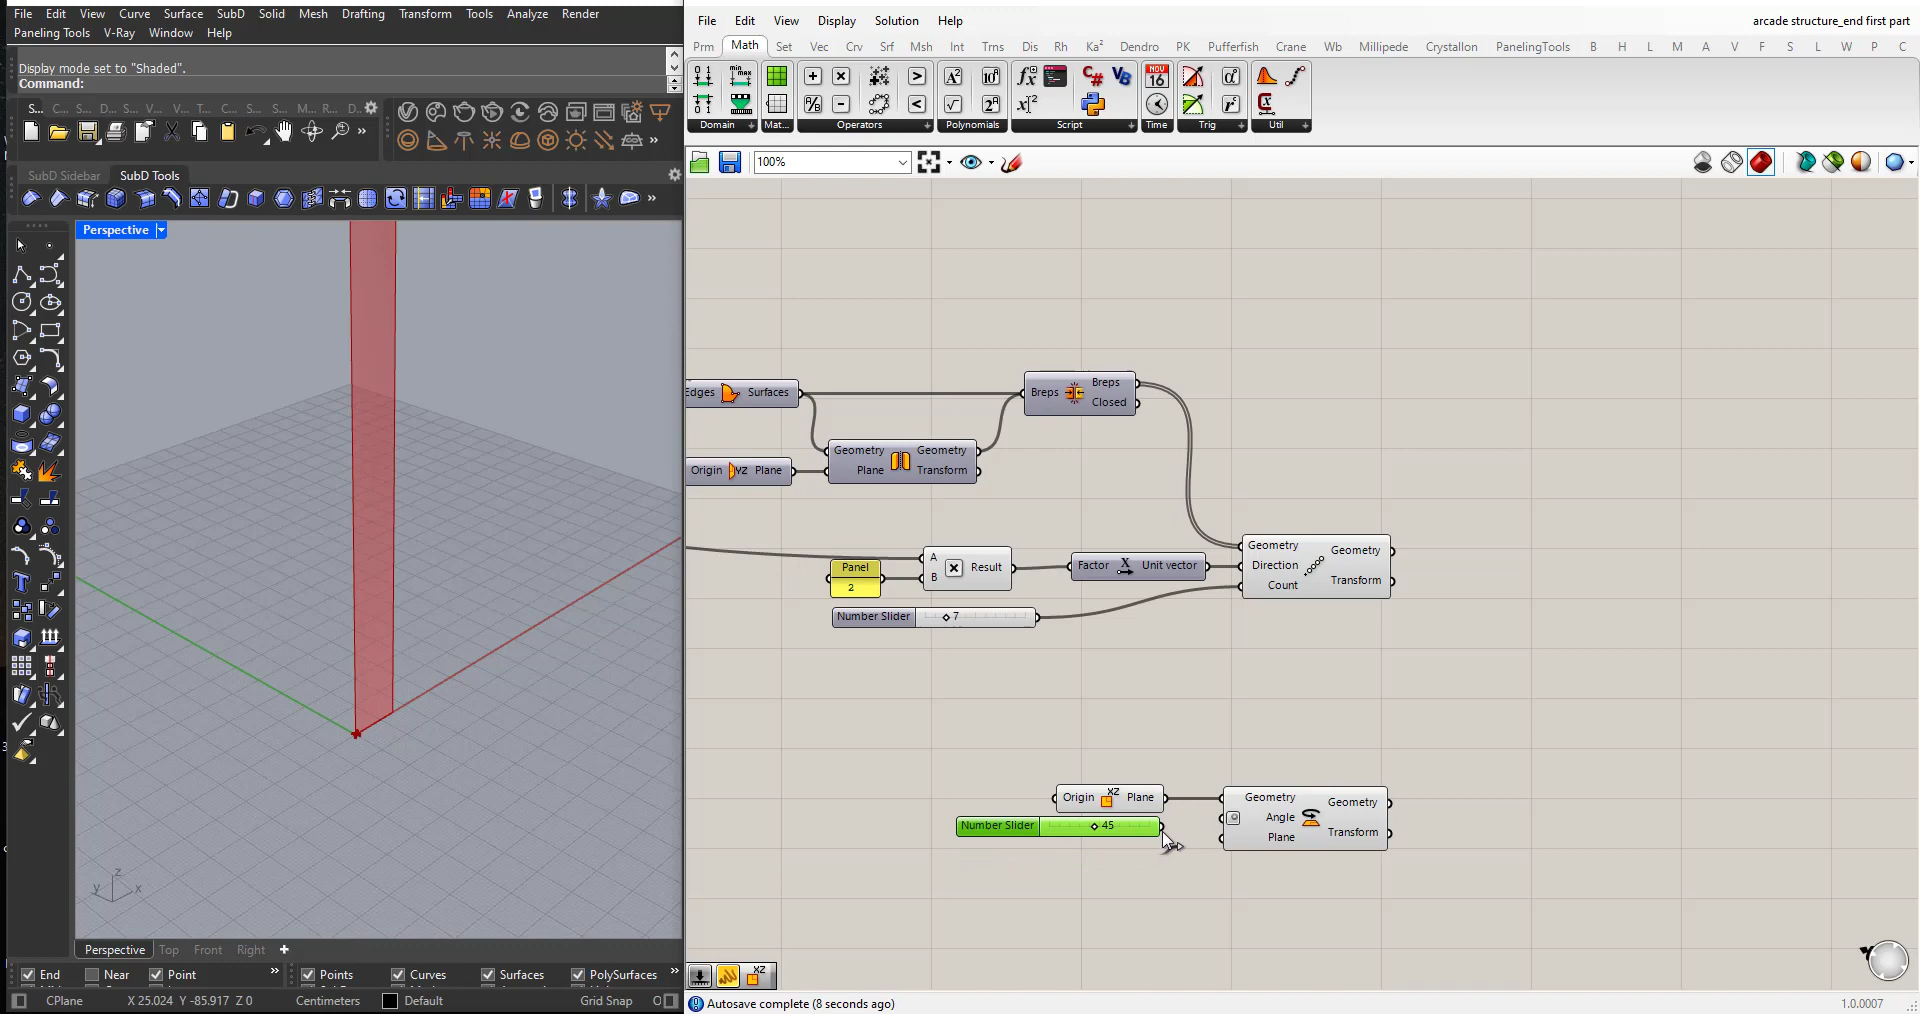 File Edit View Curve Surface SubD Solid Mesh Drafting Transform Tools Analyze Render
Paneling Tools V-Ray Window Help
Display mode set to "Shaded".
Command:
S... C... S... D... S... V... V... T... C... S... S... M... R... D...
SubD Sidebar SubD Tools
Perspective
z
y x
Perspective Top Front Right
End Near Point Points Curves Surfaces PolySurfaces
CPlane X 25.024 Y -85.917 Z 0 Centimeters Default Grid Snap O
File Edit View Display Solution Help arcade structure_end first part
Prm Math Set Vec Crv Srf Msh Int Trns Dis Rh Ka² Dendro PK Pufferfish Crane Wb Millipede Crystallon PanelingTools B H L M A V F L S L W P C
Domain Mat... Operators Polynomials Script Time Trig Util
NOV
16
100%
Edges Surfaces
Breps Breps
Closed
Geometry Geometry
Plane Transform
Origin YZ Plane
A
B
Result
Panel
2
Factor X Unit vector
Geometry
Direction
Count
Geometry
Transform
Number Slider 7
Origin XZ Plane
Number Slider 45
Geometry
Angle
Plane
Geometry
Transform
XZ
Autosave complete (8 seconds ago) 1.0.0007